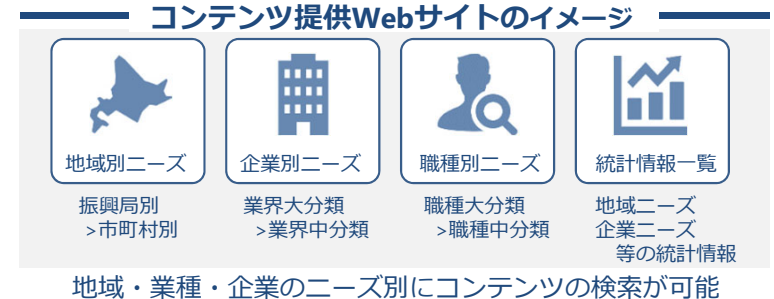 コンテンツ提供Webサイトのイメージ
地域別ニーズ
企業別ニーズ
職種別ニーズ
統計情報一覧
振興局別
>市町村別
業界大分類
>業界中分類
職種大分類
>職種中分類
地域ニーズ
企業ニーズ
等の統計情報
地域・業種・企業のニーズ別にコンテンツの検索が可能